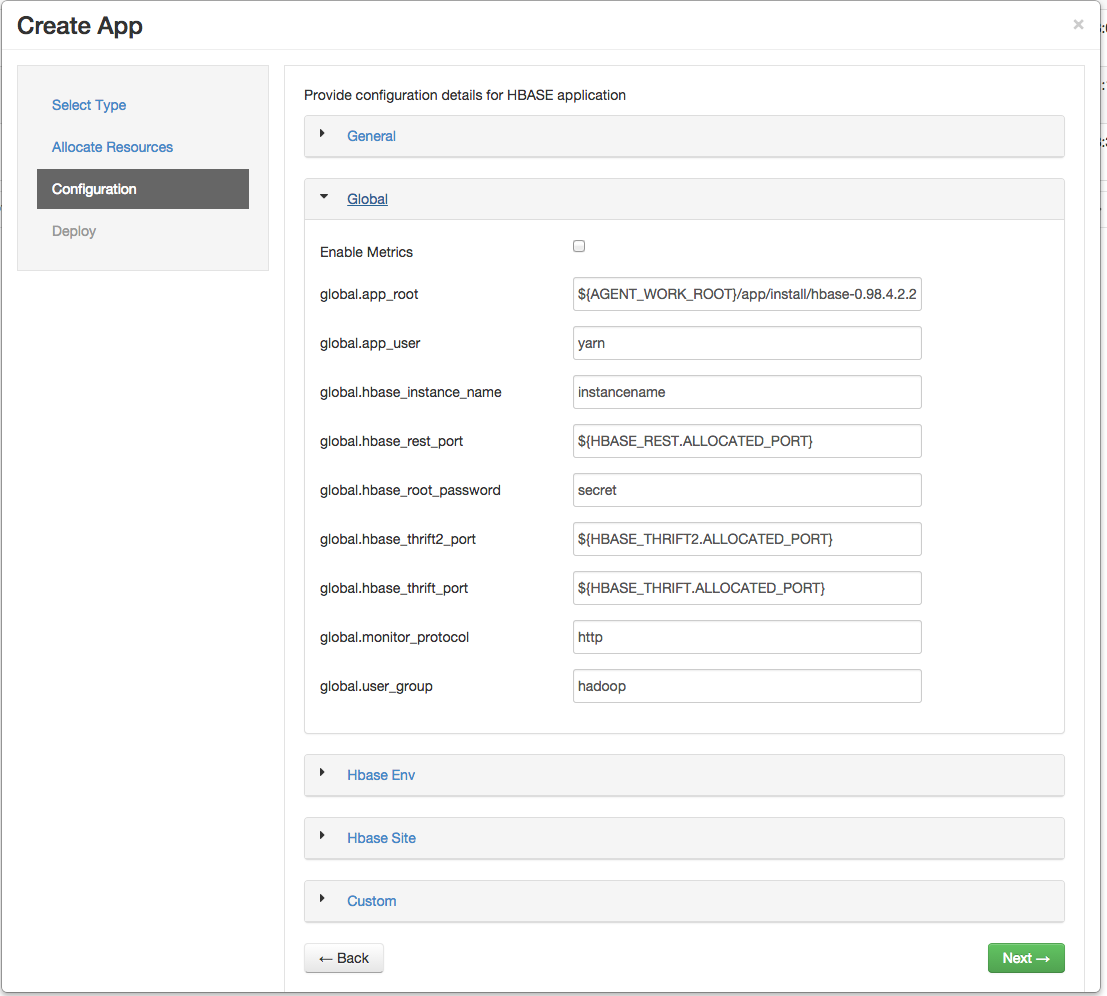 Create App
×
Select Type
Allocate Resources
Configuration
Deploy
Provide configuration details for HBASE application
General
Global
Enable Metrics
global.app_root ${AGENT_WORK_ROOT}/app/install/hbase-0.98.4.2.2
global.app_user yarn
global.hbase_instance_name instancename
global.hbase_rest_port ${HBASE_REST.ALLOCATED_PORT}
global.hbase_root_password secret
global.hbase_thrift2_port ${HBASE_THRIFT2.ALLOCATED_PORT}
global.hbase_thrift_port ${HBASE_THRIFT.ALLOCATED_PORT}
global.monitor_protocol http
global.user_group hadoop
Hbase Env
Hbase Site
Custom
← Back Next →